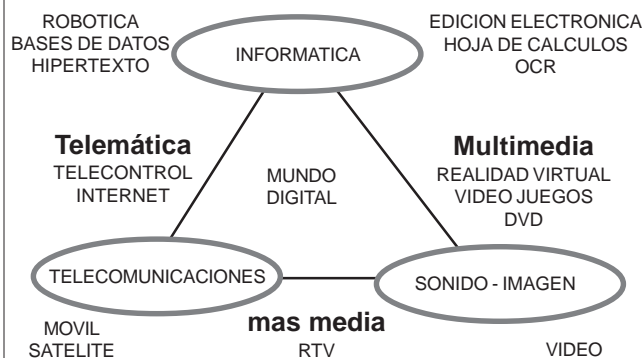 ROBOTICA
BASES DE DATOS
HIPERTEXTO
INFORMATICA
EDICION ELECTRONICA
HOJA DE CALCULOS
OCR
Telemática
TELECONTROL
INTERNET
MUNDO
DIGITAL
Multimedia
REALIDAD VIRTUAL
VIDEO JUEGOS
DVD
TELECOMUNICACIONES
SONIDO - IMAGEN
MOVIL
SATELITE
mas media
RTV
VIDEO